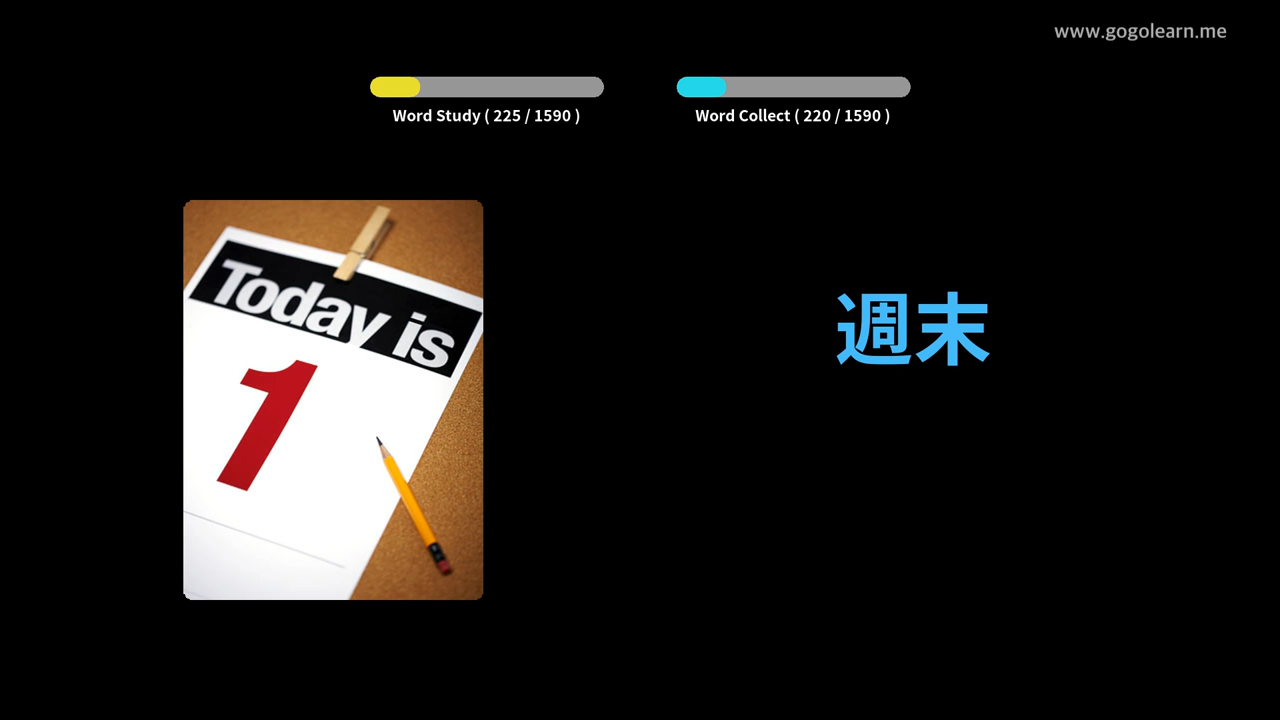 www.gogolearn.me
Word Study ( 225 / 1590 )
Word Collect ( 220 / 1590 )
Today is
1
週末